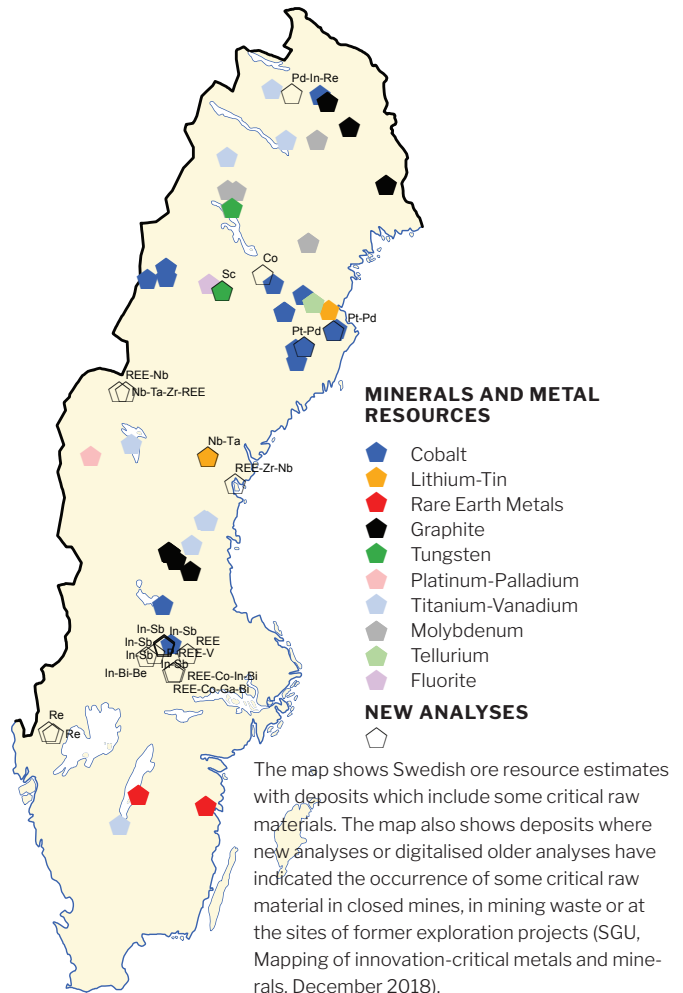 Pd-In-Re
Co
Sc
Pt-Pd
Pt-Pd
REE-Nb
Nb-Ta-Zr-REE
MINERALS AND METAL
RESOURCES
Nb-Ta
Cobalt
REE-Zr-Nb
Lithium-Tin
Rare Earth Metals
Graphite
Tungsten
Platinum-Palladium
Titanium-Vanadium
Molybdenum
Tellurium
Fluorite
In-Sb
In-Sb
In-Sb
REE
In-Sb
REE-V
In-Sb
In-Bi-Be
REE-Co-In-Bi
REE-Co-Ga-Bi
NEW ANALYSES
Re
Re
The map shows Swedish ore resource estimates
with deposits which include some critical raw
materials. The map also shows deposits where
new analyses or digitalised older analyses have
indicated the occurrence of some critical raw
material in closed mines, in mining waste or at
the sites of former exploration projects (SGU,
Mapping of innovation-critical metals and mine-
rals. December 2018).